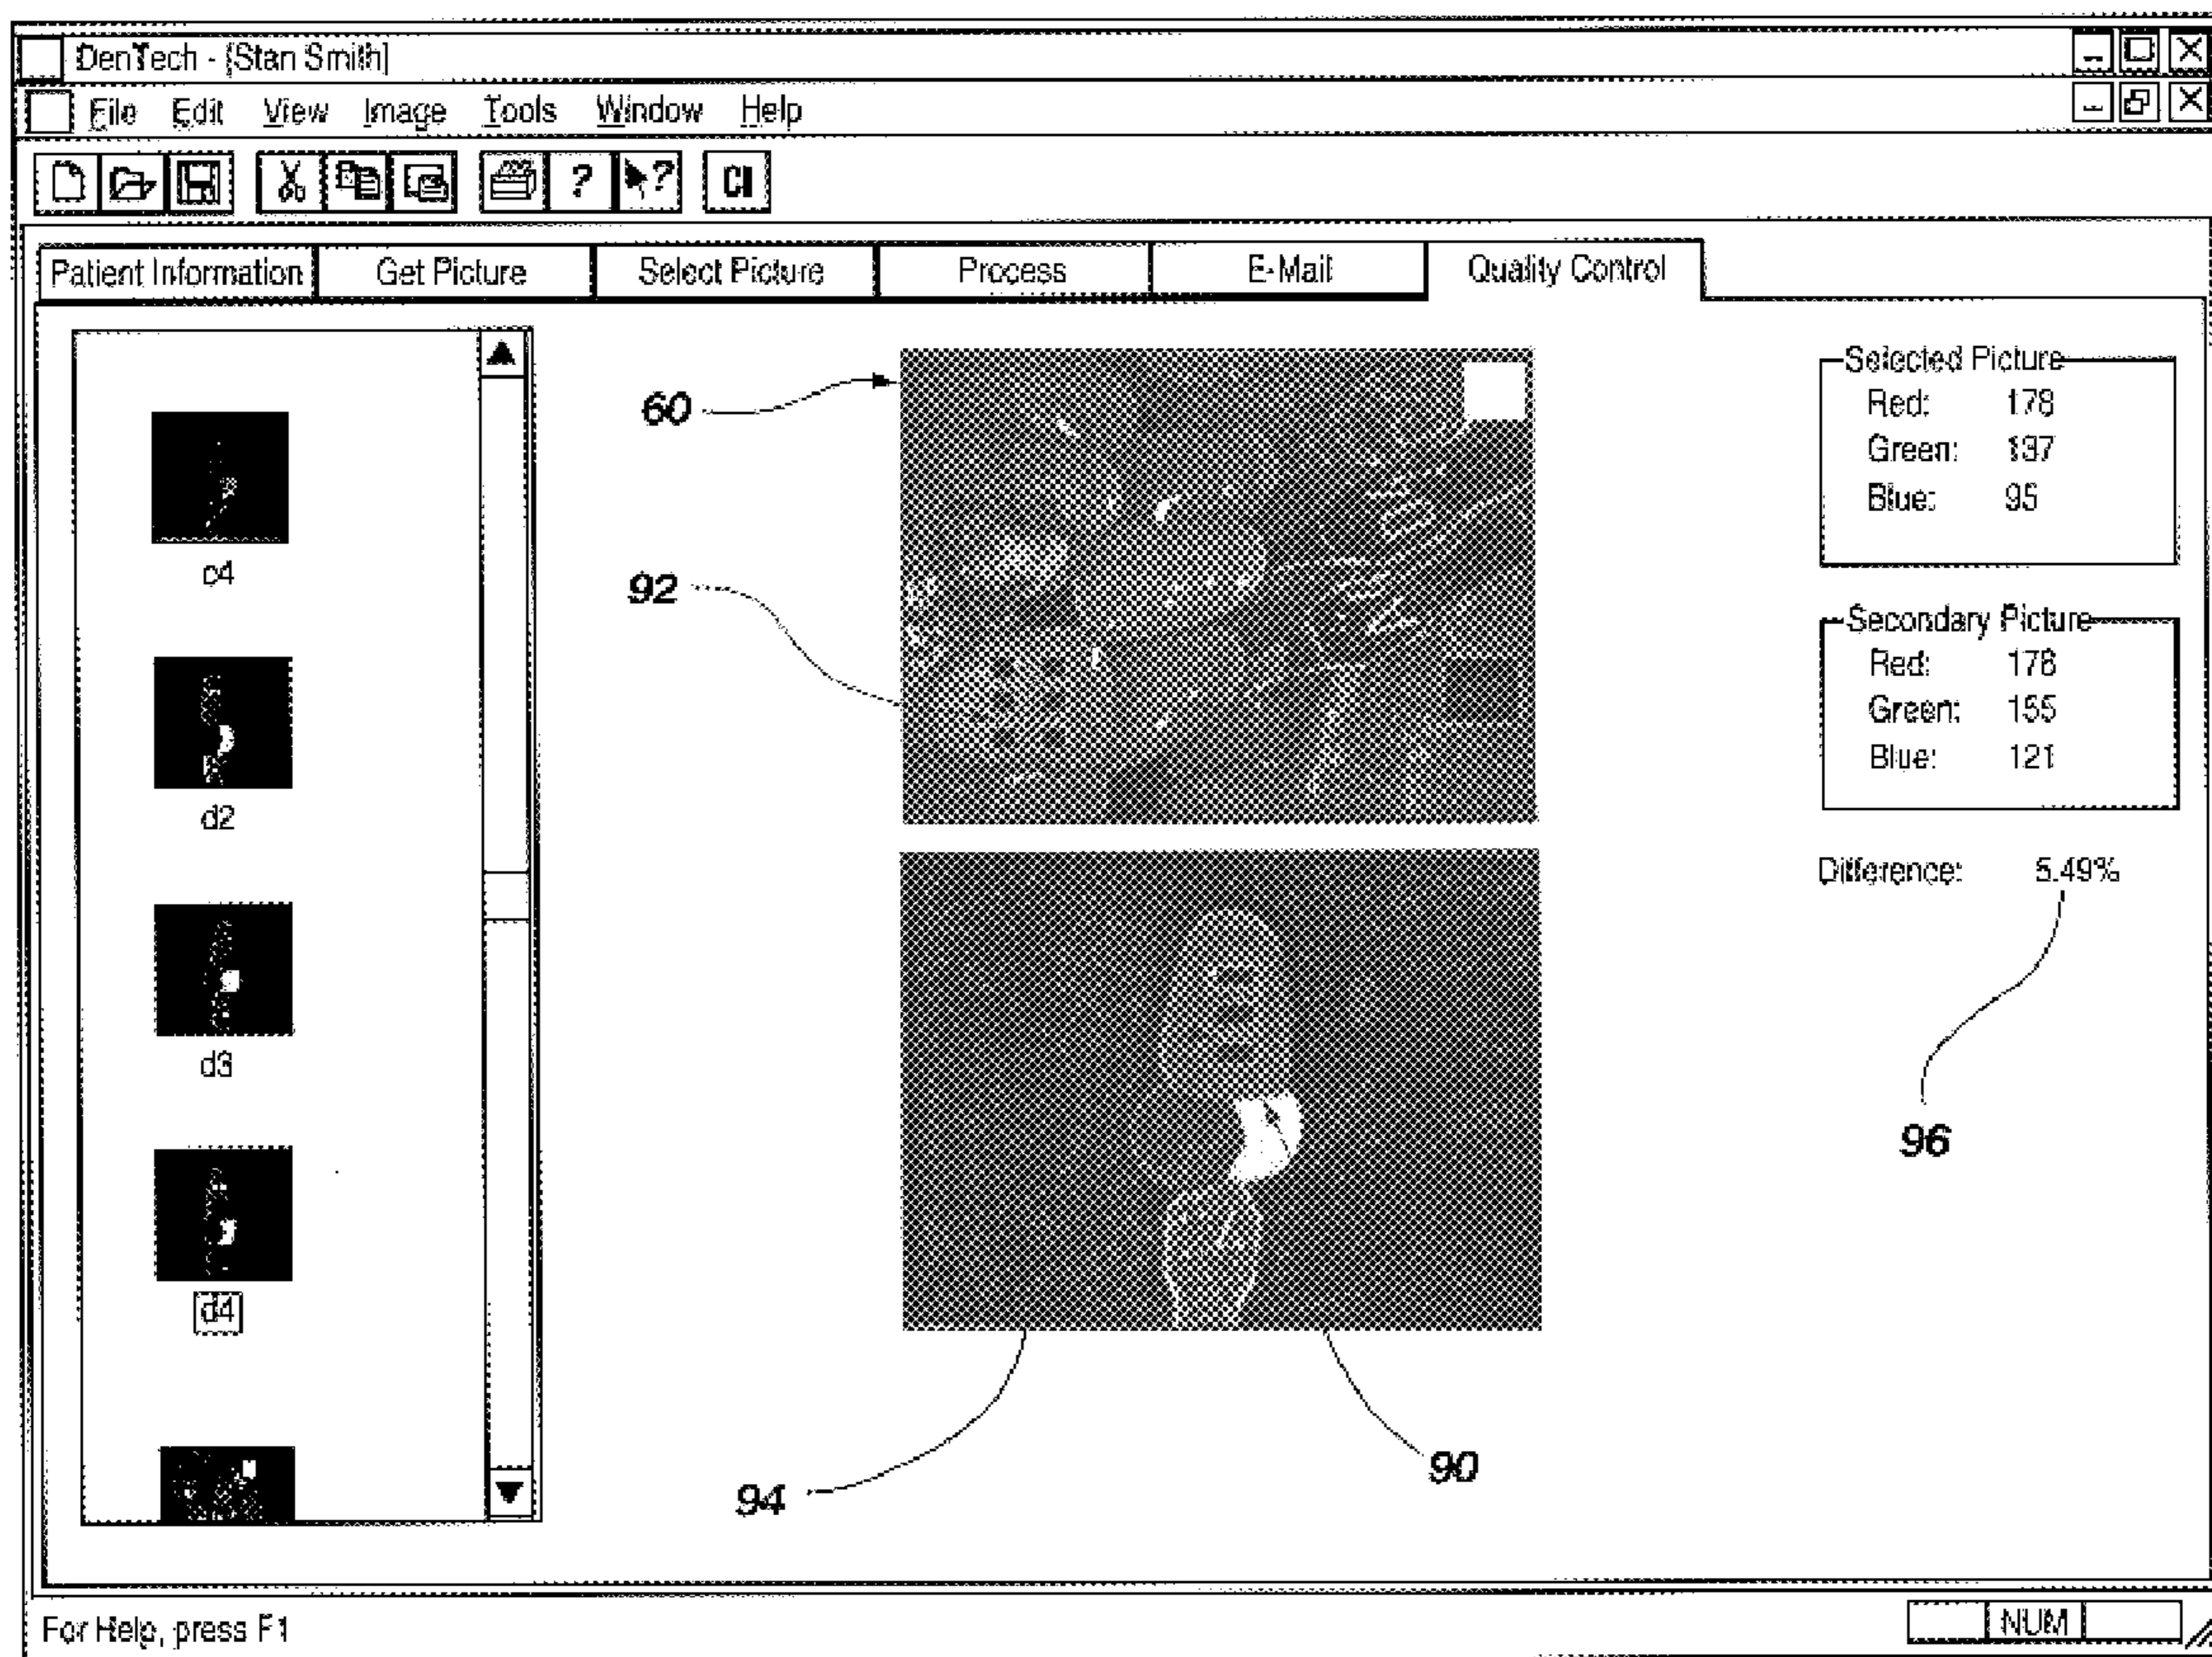 DenTech - [Stan Smith]
File Edit View Image Tools Window Help
? ? CI
Patient Information Get Picture Select Picture Process E-Mail Quality Control
c4
d2
d3
d4
60
92
94
90
Selected Picture
Red: 178
Green:
Blue: 95
Secondary Picture
Red:
Green: 155
Blue: 121
Difference: 5.49%
96
For Help, press F1
NUM